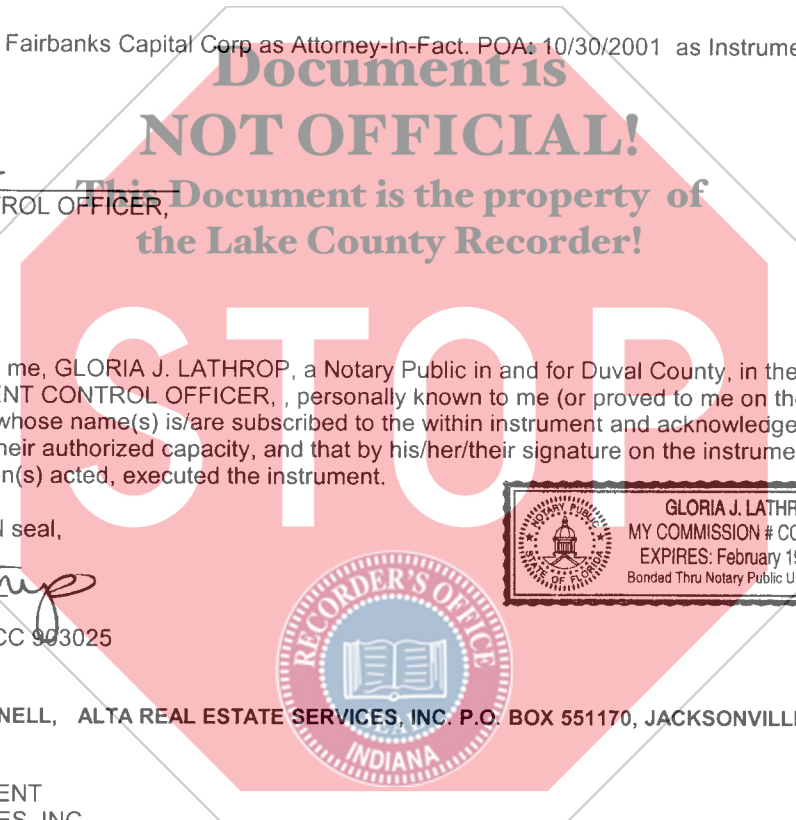 Fairbanks Capital Corp as Attorney-In-Fact. POA: 10/30/2001 as Instrume
Document is
NOT OFFICIAL!
This Document is the property of
the Lake County Recorder!
ROL OFFICER,
STOP
me, GLORIA J. LATHROP, a Notary Public in and for Duval County, in the
ENT CONTROL OFFICER, , personally known to me (or proved to me on th
whose name(s) is/are subscribed to the within instrument and acknowledge
heir authorized capacity, and that by his/her/their signature on the instrume
n(s) acted, executed the instrument.
seal,
GLORIA J. LATHR
MY COMMISSION # CC
EXPIRES: February 19
Bonded Thru Notary Public U
NOTARY PUBLIC
STATE OF FLORIDA
CC 903025
RECORDER'S OFFICE
SEAL
INDIANA
NELL, ALTA REAL ESTATE SERVICES, INC. P.O. BOX 551170, JACKSONVILL
ENT
ES, INC